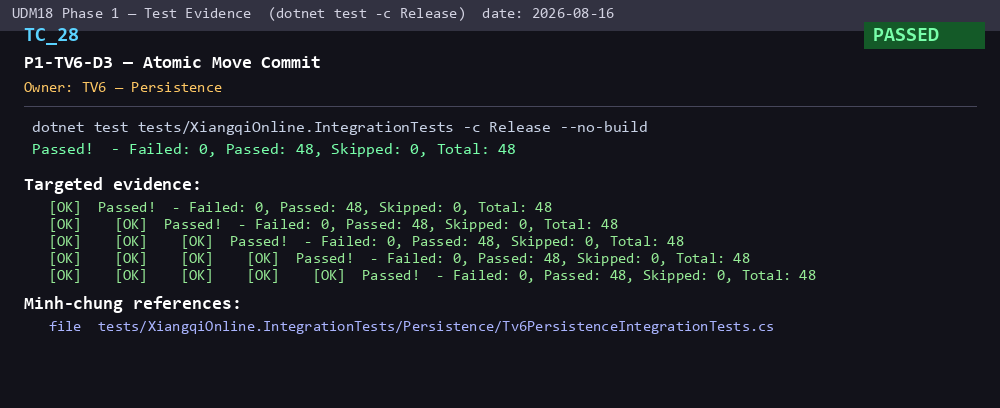 UDM18 Phase 1 — Test Evidence  (dotnet test -c Release)  date: 2026-08-16
TC_28
PASSED
P1-TV6-D3 — Atomic Move Commit
Owner: TV6 — Persistence
dotnet test tests/XiangqiOnline.IntegrationTests -c Release --no-build
Passed!  - Failed: 0, Passed: 48, Skipped: 0, Total: 48
Targeted evidence:
[OK]  Passed!  - Failed: 0, Passed: 48, Skipped: 0, Total: 48
[OK]    [OK]  Passed!  - Failed: 0, Passed: 48, Skipped: 0, Total: 48
[OK]    [OK]    [OK]  Passed!  - Failed: 0, Passed: 48, Skipped: 0, Total: 48
[OK]    [OK]    [OK]    [OK]  Passed!  - Failed: 0, Passed: 48, Skipped: 0, Total: 48
[OK]    [OK]    [OK]    [OK]    [OK]  Passed!  - Failed: 0, Passed: 48, Skipped: 0, Total: 48
Minh-chung references:
file  tests/XiangqiOnline.IntegrationTests/Persistence/Tv6PersistenceIntegrationTests.cs